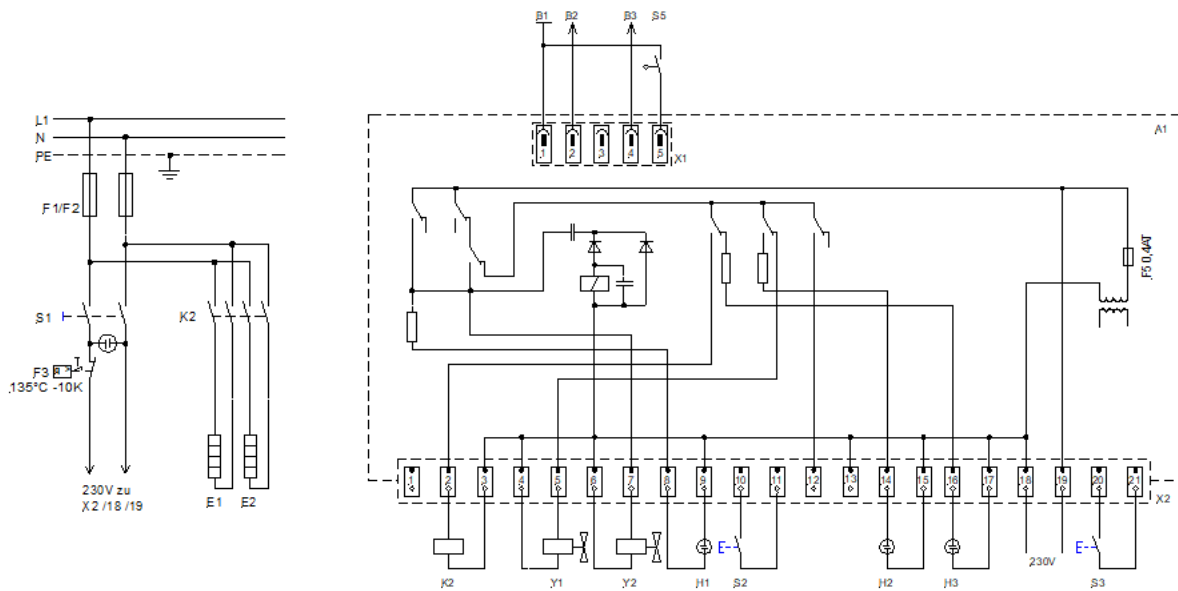 B1 B2 B3 S5
L1
N
PE
A1
1 2 3 4 5
X1
F1/F2
F5 0,4AT
S1
K2
F3
135°C -10K
1 2 3 4 5 6 7 8 9 10 11 12 13 14 15 16 17 18 19 20 21
X2
230V zu
X2 /18 /19
E1 E2
230V
K2 Y1 Y2 H1 S2 H2 H3 S3